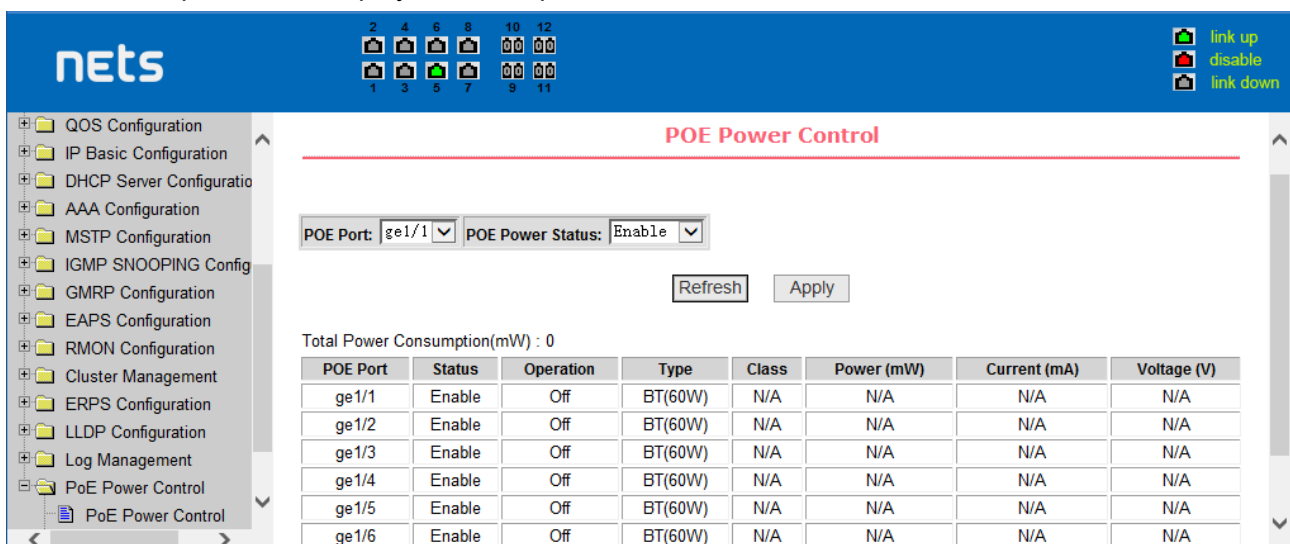 2 4 6 8 10 12
nets
1 3 5 7 9 11
link up
disable
link down
QOS Configuration
IP Basic Configuration
DHCP Server Configuratio
AAA Configuration
MSTP Configuration
IGMP SNOOPING Config
GMRP Configuration
EAPS Configuration
RMON Configuration
Cluster Management
ERPS Configuration
LLDP Configuration
Log Management
PoE Power Control
PoE Power Control
POE Power Control
POE Port: ge1/1 POE Power Status: Enable
Refresh Apply
Total Power Consumption(mW) : 0
POE Port Status Operation Type Class Power (mW) Current (mA) Voltage (V)
ge1/1 Enable Off BT(60W) N/A N/A N/A N/A
ge1/2 Enable Off BT(60W) N/A N/A N/A N/A
ge1/3 Enable Off BT(60W) N/A N/A N/A N/A
ge1/4 Enable Off BT(60W) N/A N/A N/A N/A
ge1/5 Enable Off BT(60W) N/A N/A N/A N/A
ge1/6 Enable Off BT(60W) N/A N/A N/A N/A